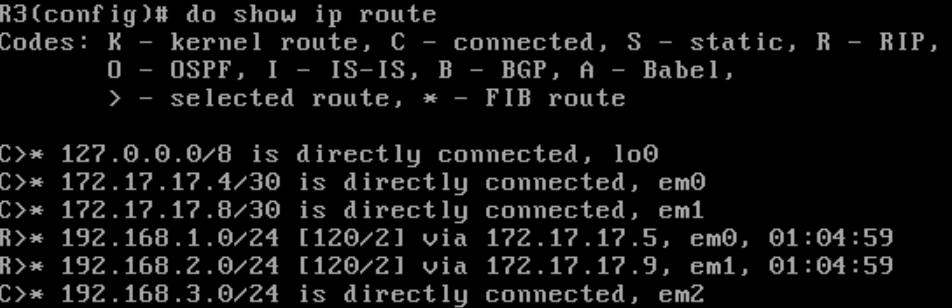 R3(config)# do show ip route
Codes: K - kernel route, C - connected, S - static, R - RIP,
O - OSPF, I - IS-IS, B - BGP, A - Babel,
> - selected route, * - FIB route
C>* 127.0.0.0/8 is directly connected, lo0
C>* 172.17.17.4/30 is directly connected, em0
C>* 172.17.17.8/30 is directly connected, em1
R>* 192.168.1.0/24 [120/2] via 172.17.17.5, em0, 01:04:59
R>* 192.168.2.0/24 [120/2] via 172.17.17.9, em1, 01:04:59
C>* 192.168.3.0/24 is directly connected, em2